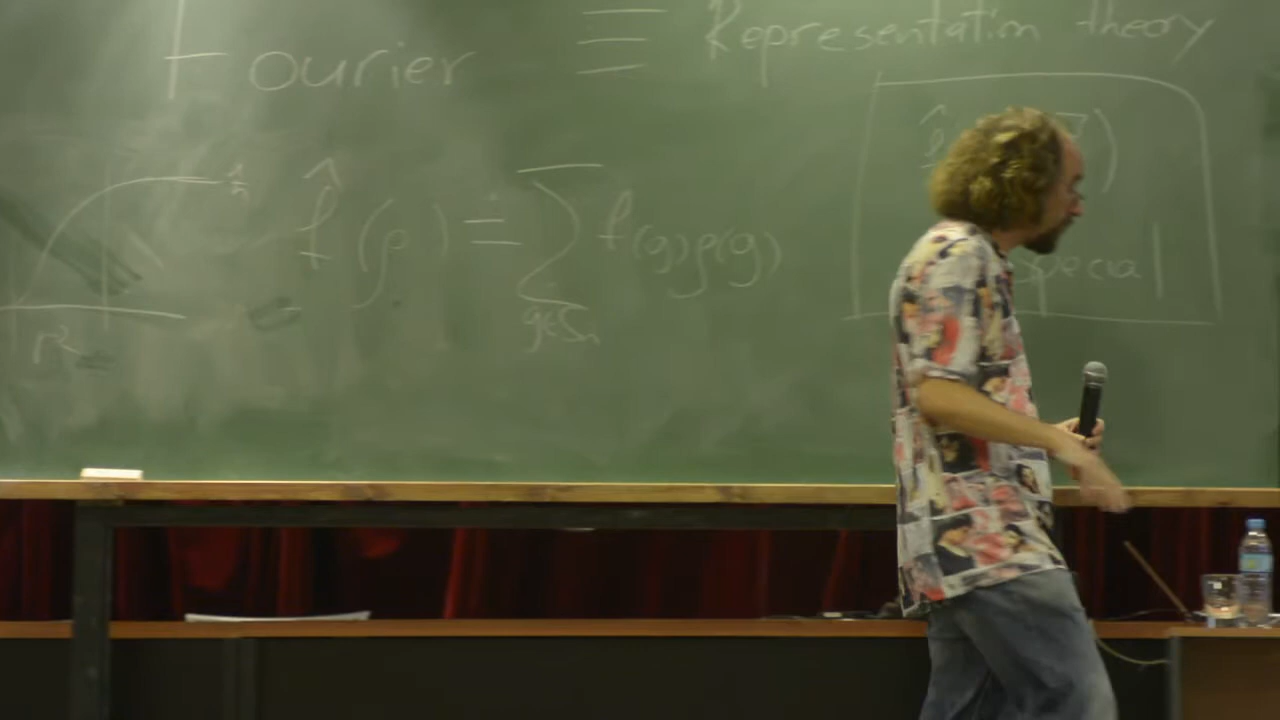 Fourier ≡ Representation theory
f̂(ρ) ≐ ∑ f(g)ρ(g)
g∈Sₙ
special